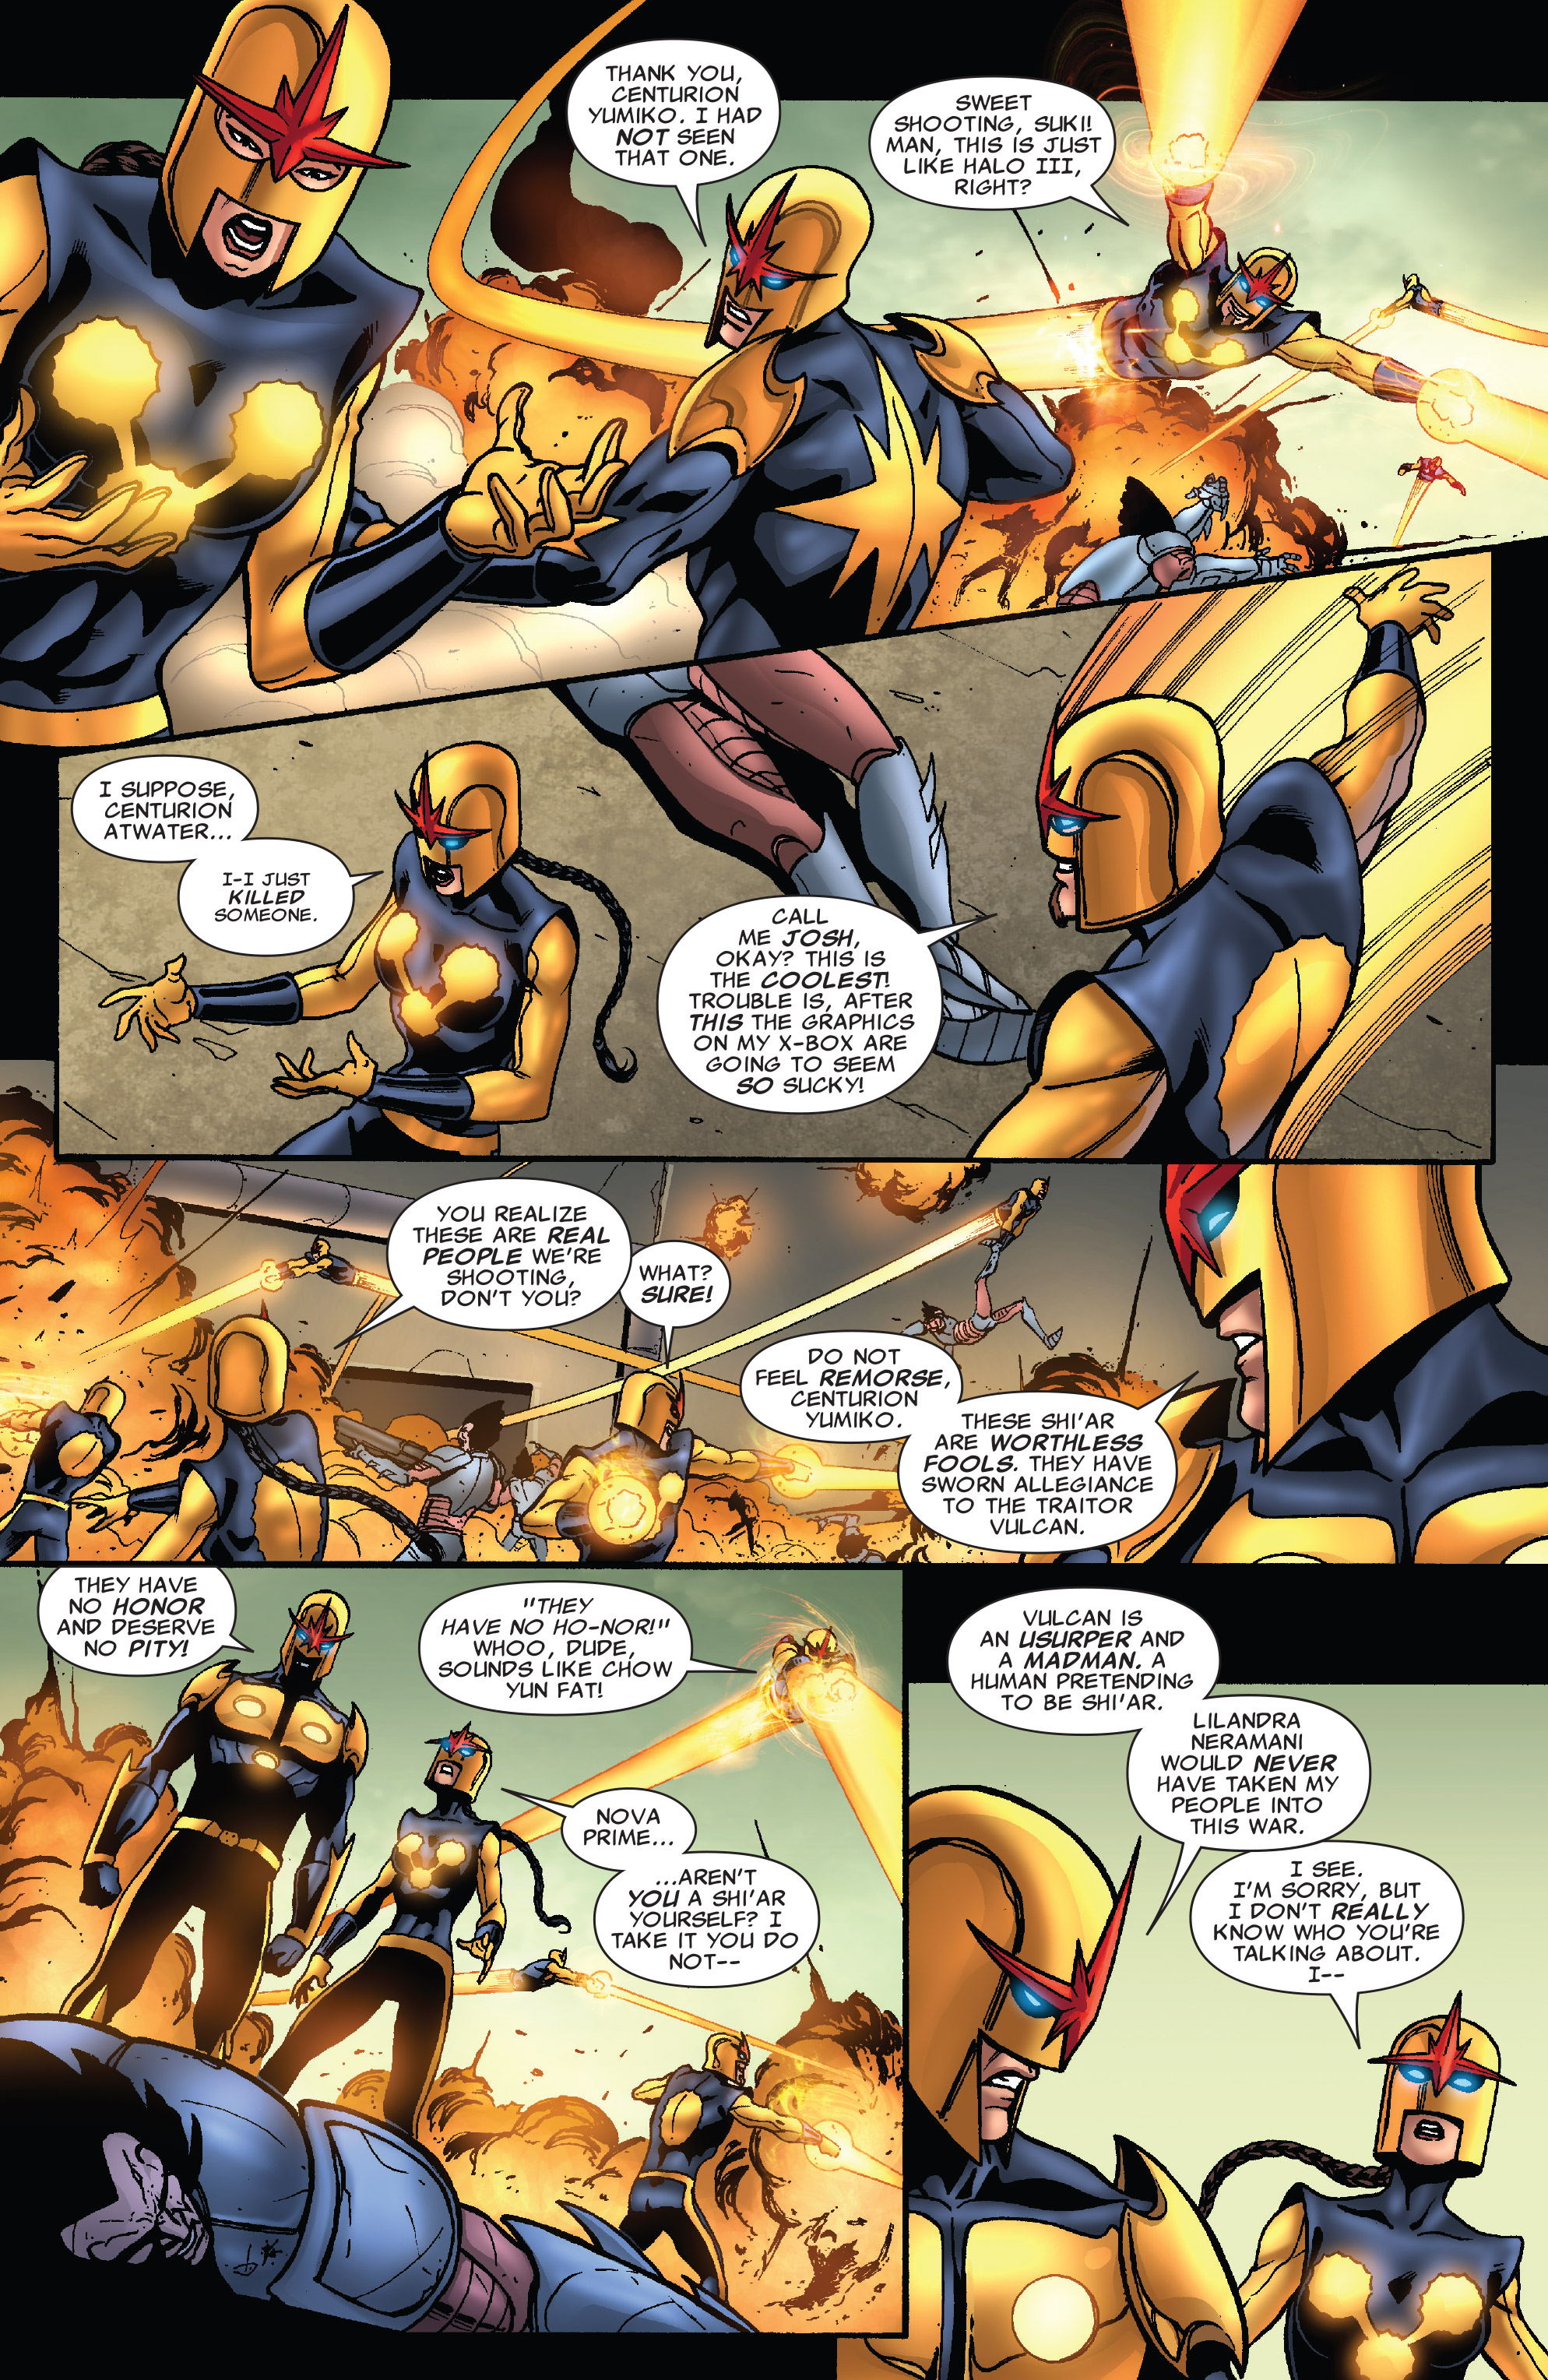 THANK YOU,
CENTURION
YUMIKO. I HAD
NOT SEEN
THAT ONE.
SWEET
SHOOTING, SUKI!
MAN, THIS IS JUST
LIKE HALO III,
RIGHT?
I SUPPOSE,
CENTURION
ATWATER...
I-I JUST
KILLED
SOMEONE.
CALL
ME JOSH,
OKAY? THIS IS
THE COOLEST!
TROUBLE IS, AFTER
THIS THE GRAPHICS
ON MY X-BOX ARE
GOING TO SEEM
SO SUCKY!
YOU REALIZE
THESE ARE REAL
PEOPLE WE'RE
SHOOTING,
DON'T YOU?
WHAT?
SURE!
DO NOT
FEEL REMORSE,
CENTURION
YUMIKO.
THESE SHI'AR
ARE WORTHLESS
FOOLS. THEY HAVE
SWORN ALLEGIANCE
TO THE TRAITOR
VULCAN.
THEY HAVE
NO HONOR
AND DESERVE
NO PITY!
"THEY
HAVE NO HO-NOR!"
WHOO, DUDE,
SOUNDS LIKE CHOW
YUN FAT!
NOVA
PRIME...
...AREN'T
YOU A SHI'AR
YOURSELF? I
TAKE IT YOU DO
NOT--
VULCAN IS
AN USURPER AND
A MADMAN. A
HUMAN PRETENDING
TO BE SHI'AR.
LILANDRA
NERAMANI
WOULD NEVER
HAVE TAKEN MY
PEOPLE INTO
THIS WAR.
I SEE.
I'M SORRY, BUT
I DON'T REALLY
KNOW WHO YOU'RE
TALKING ABOUT.
I--